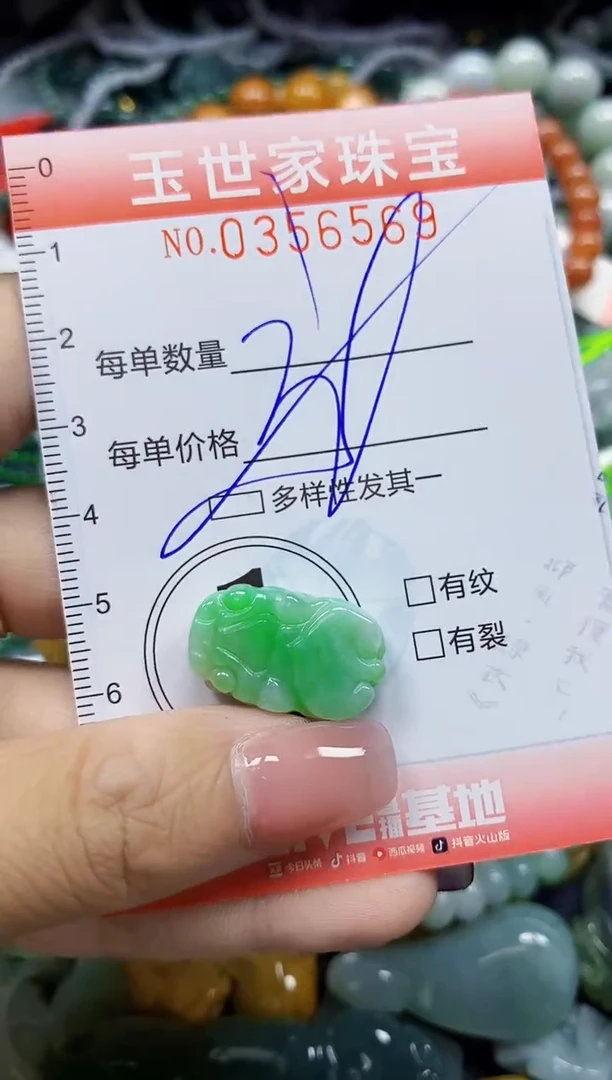 0
玉世家珠宝
NO.0356569
1
2
每单数量
3
每单价格
4
多样性发其一
5
有纹
有裂
6
播基地
今日头条 抖音 西瓜视频 抖音火山版